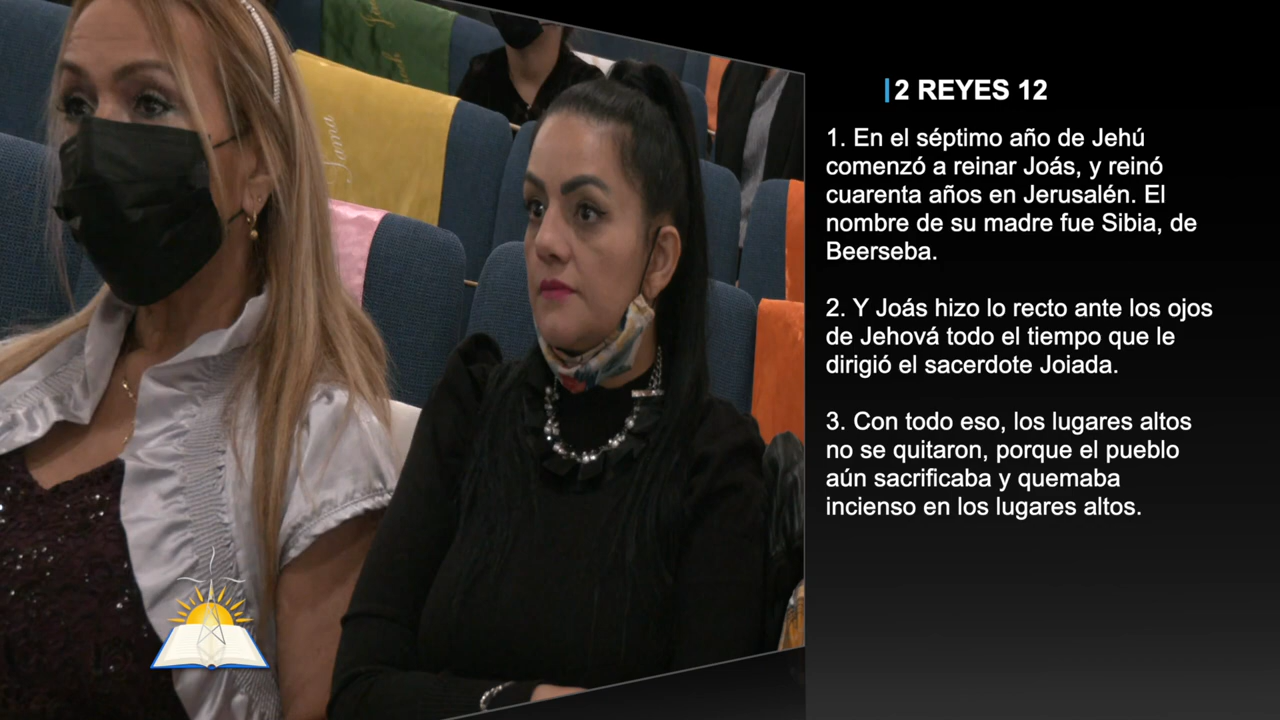 Fama
2 REYES 12
1. En el séptimo año de Jehú
comenzó a reinar Joás, y reinó
cuarenta años en Jerusalén. El
nombre de su madre fue Sibia, de
Beerseba.
2. Y Joás hizo lo recto ante los ojos
de Jehová todo el tiempo que le
dirigió el sacerdote Joiada.
3. Con todo eso, los lugares altos
no se quitaron, porque el pueblo
aún sacrificaba y quemaba
incienso en los lugares altos.